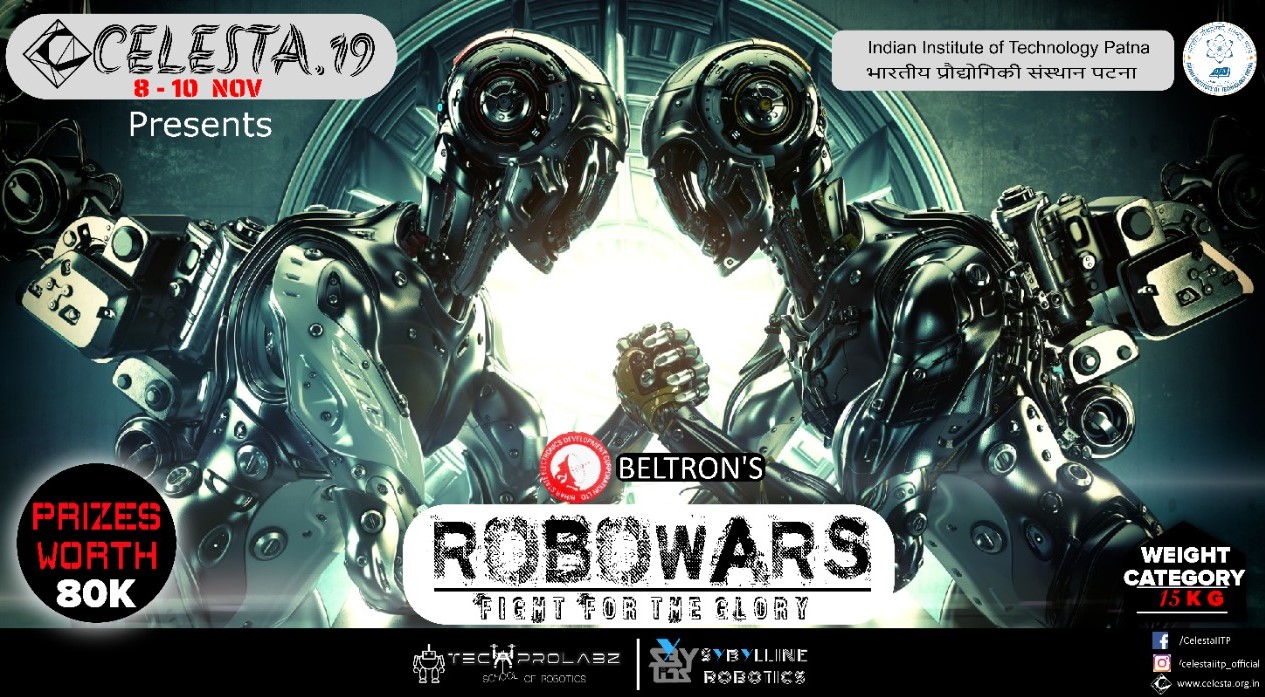 CELESTA.19
8 - 10 NOV
Presents
Indian Institute of Technology Patna
भारतीय प्रौद्योगिकी संस्थान पटना
BELTRON'S
ROBOWARS
FIGHT FOR THE GLORY
PRIZES
WORTH
80K
WEIGHT
CATEGORY
15 KG
TECHPROLABZ
SCHOOL OF ROBOTICS
SYBYLLINE
ROBOTICS
/CelestaIITP
/celestaiitp_official
www.celesta.org.in